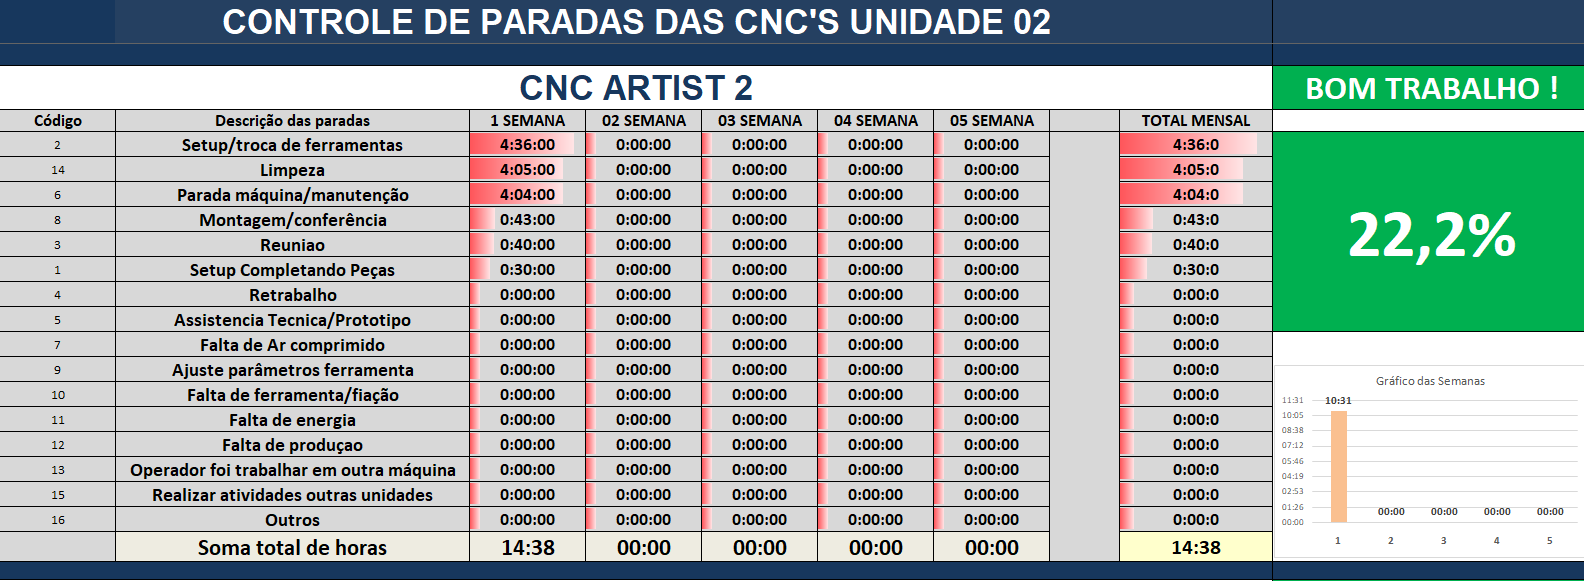 CONTROLE DE PARADAS DAS CNC'S UNIDADE 02
CNC ARTIST 2 BOM TRABALHO !
Código Descrição das paradas 1 SEMANA 02 SEMANA 03 SEMANA 04 SEMANA 05 SEMANA TOTAL MENSAL
2 Setup/troca de ferramentas 4:36:00 0:00:00 0:00:00 0:00:00 0:00:00 4:36:0
14 Limpeza 4:05:00 0:00:00 0:00:00 0:00:00 0:00:00 4:05:0
6 Parada máquina/manutenção 4:04:00 0:00:00 0:00:00 0:00:00 0:00:00 4:04:0
8 Montagem/conferência 0:43:00 0:00:00 0:00:00 0:00:00 0:00:00 0:43:0
3 Reuniao 0:40:00 0:00:00 0:00:00 0:00:00 0:00:00 0:40:0
1 Setup Completando Peças 0:30:00 0:00:00 0:00:00 0:00:00 0:00:00 0:30:0
4 Retrabalho 0:00:00 0:00:00 0:00:00 0:00:00 0:00:00 0:00:0
5 Assistencia Tecnica/Prototipo 0:00:00 0:00:00 0:00:00 0:00:00 0:00:00 0:00:0
7 Falta de Ar comprimido 0:00:00 0:00:00 0:00:00 0:00:00 0:00:00 0:00:0
9 Ajuste parâmetros ferramenta 0:00:00 0:00:00 0:00:00 0:00:00 0:00:00 0:00:0
10 Falta de ferramenta/fiação 0:00:00 0:00:00 0:00:00 0:00:00 0:00:00 0:00:0
11 Falta de energia 0:00:00 0:00:00 0:00:00 0:00:00 0:00:00 0:00:0
12 Falta de produçao 0:00:00 0:00:00 0:00:00 0:00:00 0:00:00 0:00:0
13 Operador foi trabalhar em outra máquina 0:00:00 0:00:00 0:00:00 0:00:00 0:00:00 0:00:0
15 Realizar atividades outras unidades 0:00:00 0:00:00 0:00:00 0:00:00 0:00:00 0:00:0
16 Outros 0:00:00 0:00:00 0:00:00 0:00:00 0:00:00 0:00:0
Soma total de horas 14:38 00:00 00:00 00:00 00:00 14:38
22,2%
Gráfico das Semanas
11:31 10:31
10:05
08:38
07:12
05:46
04:19
02:53
01:26 00:00 00:00 00:00 00:00
00:00
1 2 3 4 5